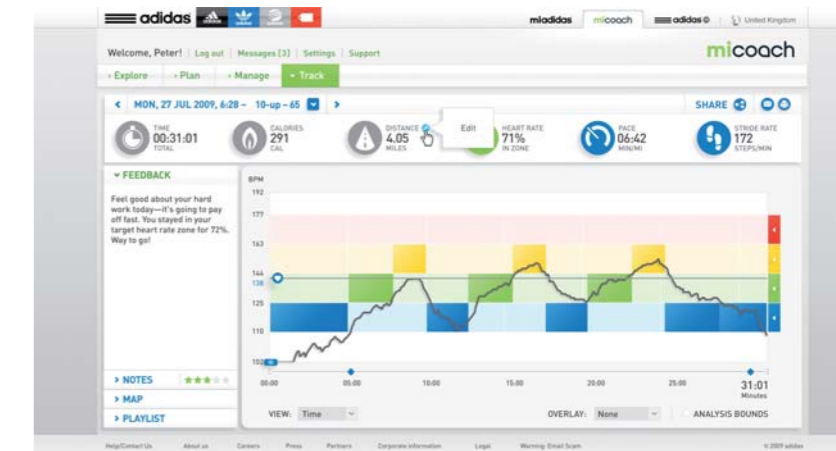 adidas
miadidas
micoach
adidas
United Kingdom
Welcome, Peter! Log out Messages [3] Settings Support
micoach
Explore Plan Manage Track
MON, 27 JUL 2009, 6:28 – 10-up – 65
SHARE
TIME
00:31:01
TOTAL
CALORIES
291
CAL
DISTANCE
4.05
MILES
Edit
HEART RATE
71%
IN ZONE
PACE
06:42
MIN/MI
STRIDE RATE
172
STEPS/MIN
FEEDBACK
Feel good about your hard
work today—it's going to pay
off fast. You stayed in your
target heart rate zone for 72%.
Way to go!
NOTES
MAP
PLAYLIST
BPM
192
177
163
144
138
125
110
102
00:00 05:00 10:00 15:00 20:00 25:00 31:01
Minutes
VIEW: Time OVERLAY: None ANALYSIS BOUNDS
Help/Contact Us About us Careers Press Partners Corporate information Legal Warning: Email Scam © 2009 adidas